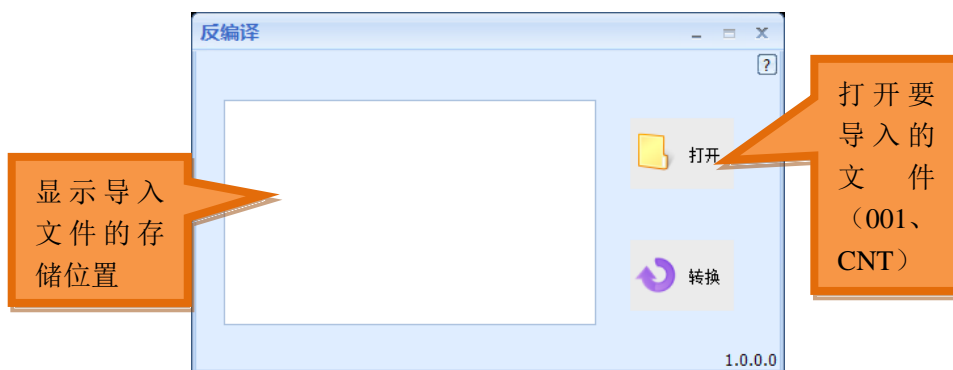 反编译
?
显示导入
文件的存
储位置
打开
打开要
导入的
文件
（001、
CNT）
转换
1.0.0.0